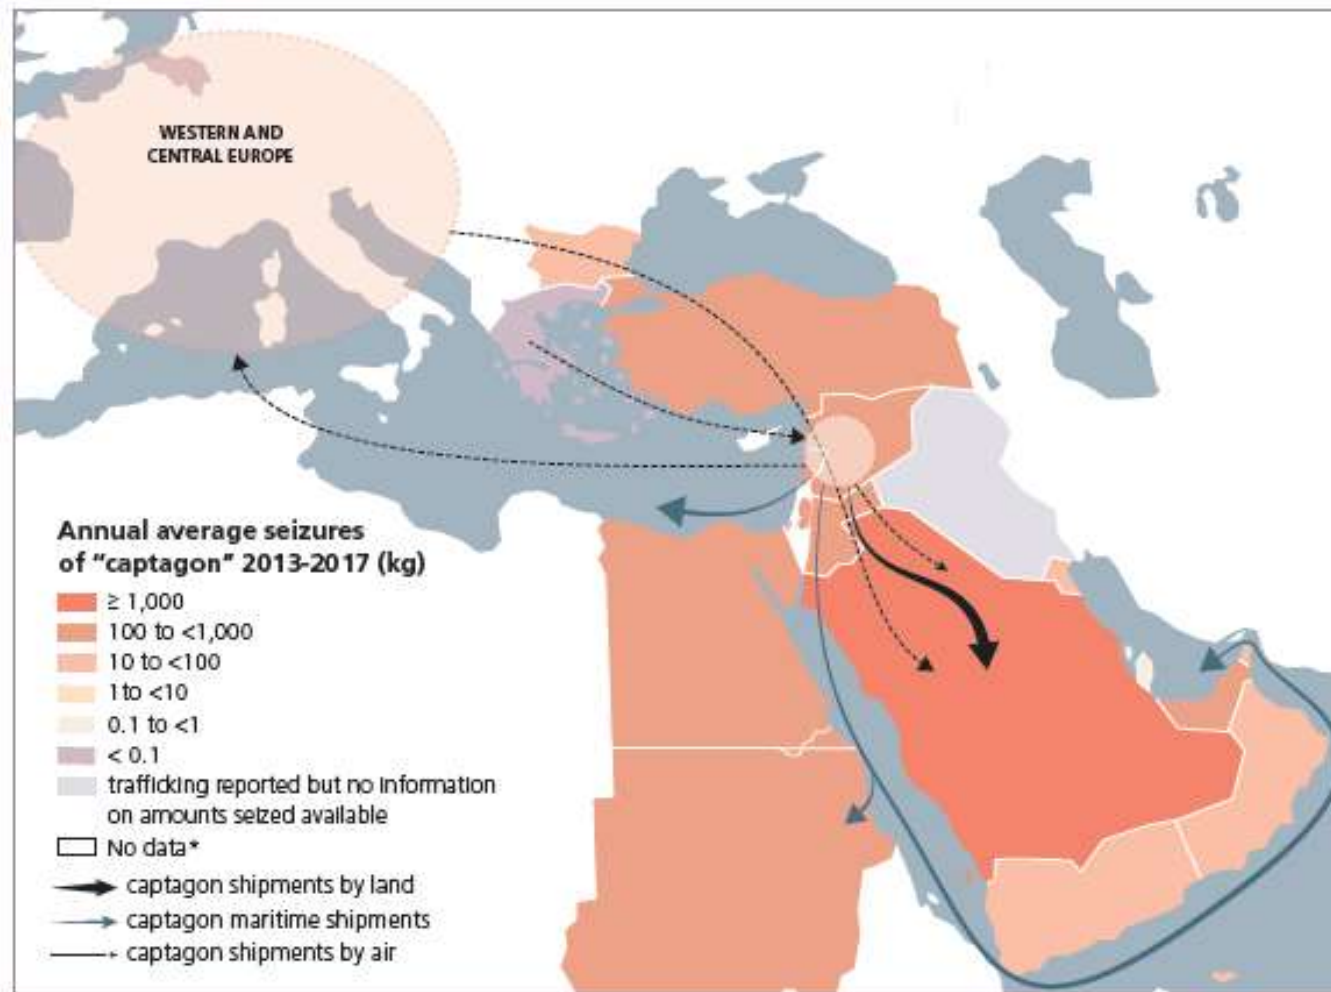 WESTERN AND
CENTRAL EUROPE
Annual average seizures
of "captagon" 2013-2017 (kg)
≥ 1,000
100 to <1,000
10 to <100
1to <10
0.1 to <1
< 0.1
trafficking reported but no information
on amounts seized available
No data*
captagon shipments by land
captagon maritime shipments
captagon shipments by air